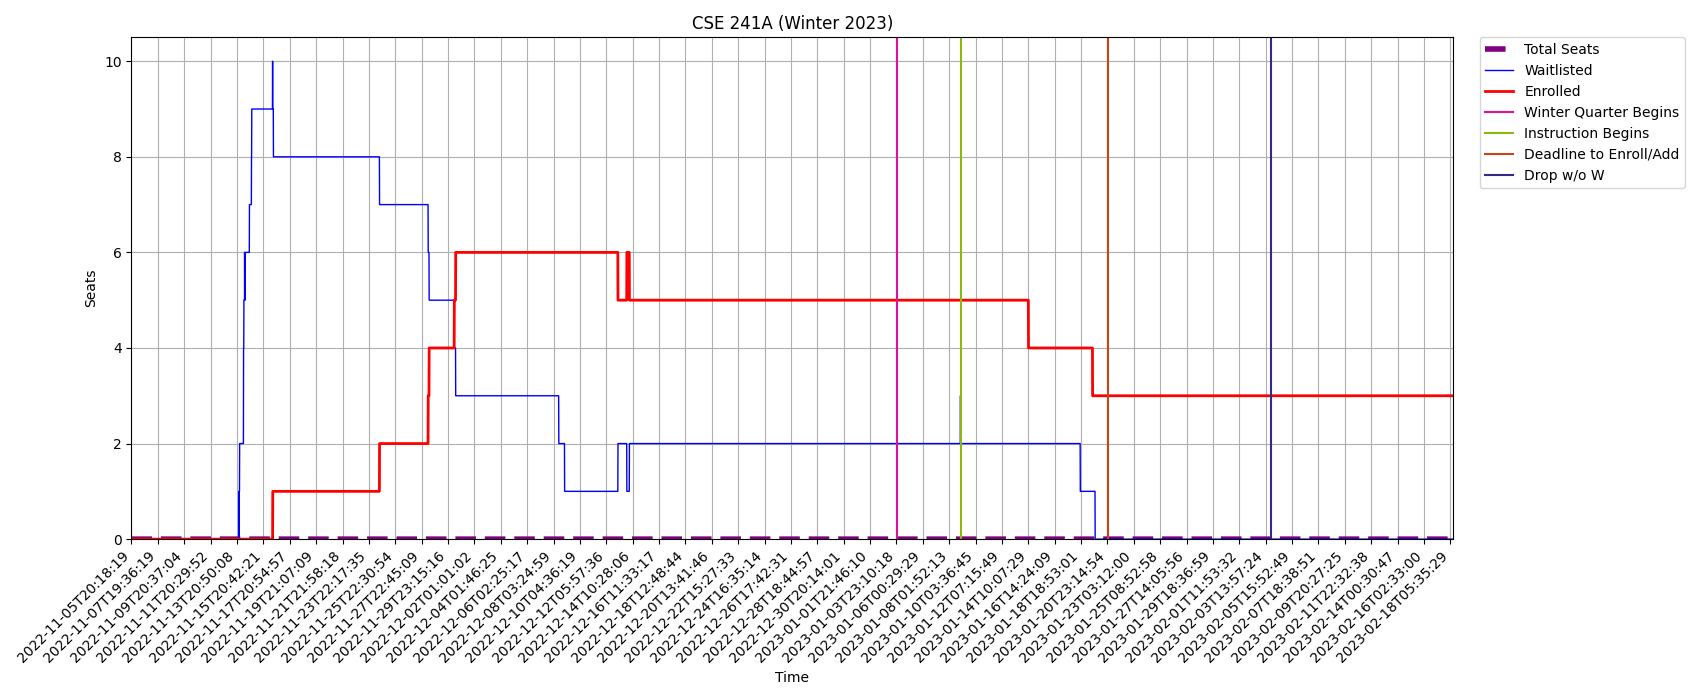 CSE 241A (Winter 2023)
Total Seats
Waitlisted
Enrolled
Winter Quarter Begins
Instruction Begins
Deadline to Enroll/Add
Drop w/o W
Seats
10
8
6
4
2
0
2022-11-05T20:18:19
2022-11-07T19:36:19
2022-11-09T20:37:04
2022-11-11T20:29:52
2022-11-13T20:50:08
2022-11-15T20:42:21
2022-11-17T20:54:57
2022-11-19T21:07:09
2022-11-21T21:58:18
2022-11-23T22:17:35
2022-11-25T22:30:54
2022-11-27T22:45:09
2022-11-29T23:15:16
2022-12-02T01:01:02
2022-12-04T01:46:25
2022-12-06T02:25:17
2022-12-08T03:24:59
2022-12-10T04:36:19
2022-12-12T05:57:36
2022-12-14T10:28:06
2022-12-16T11:33:17
2022-12-18T12:48:44
2022-12-20T13:41:46
2022-12-22T15:27:33
2022-12-24T16:35:14
2022-12-26T17:42:31
2022-12-28T18:44:57
2022-12-30T20:14:01
2023-01-01T21:46:10
2023-01-03T23:10:18
2023-01-06T00:29:29
2023-01-08T01:52:13
2023-01-10T03:36:45
2023-01-12T07:15:49
2023-01-14T10:07:29
2023-01-16T14:24:09
2023-01-18T18:53:01
2023-01-20T23:14:54
2023-01-23T03:12:00
2023-01-25T08:52:58
2023-01-27T14:05:56
2023-01-29T18:36:59
2023-02-01T11:53:32
2023-02-03T13:57:24
2023-02-05T15:52:49
2023-02-07T18:38:51
2023-02-09T20:27:25
2023-02-11T22:32:38
2023-02-14T00:30:47
2023-02-16T02:33:00
2023-02-18T05:35:29
Time